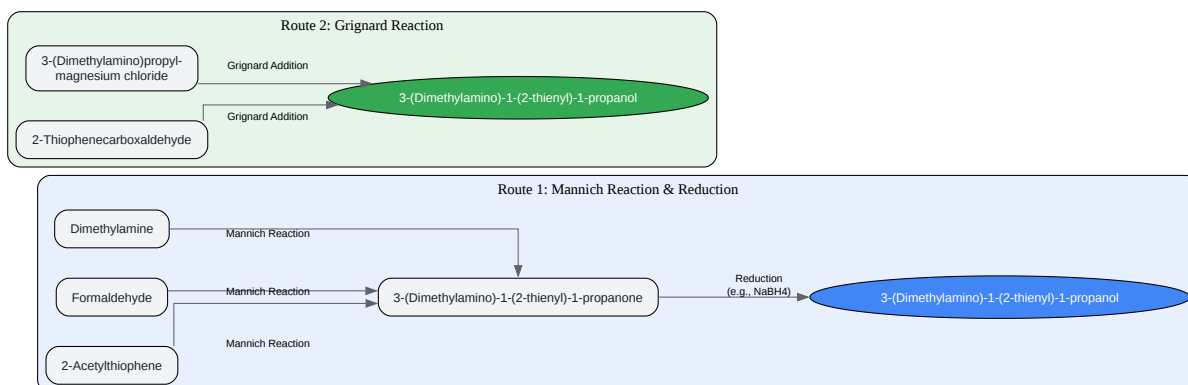 Route 2: Grignard Reaction
3-(Dimethylamino)propyl-
magnesium chloride
Grignard Addition
3-(Dimethylamino)-1-(2-thienyl)-1-propanol
Grignard Addition
2-Thiophenecarboxaldehyde
Route 1: Mannich Reaction & Reduction
Dimethylamine
Mannich Reaction
Formaldehyde
Mannich Reaction
3-(Dimethylamino)-1-(2-thienyl)-1-propanone
Reduction
(e.g., NaBH4)
3-(Dimethylamino)-1-(2-thienyl)-1-propanol
Mannich Reaction
2-Acetylthiophene